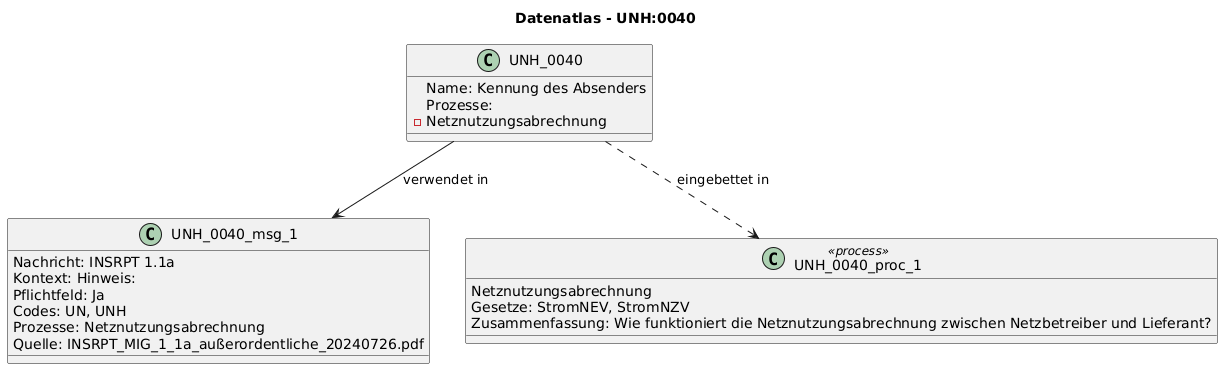 Datenatlas - UNH:0040
C UNH_0040
Name: Kennung des Absenders
Prozesse:
Netznutzungsabrechnung
verwendet in
eingebettet in
C UNH_0040_msg_1
Nachricht: INSRPT 1.1a
Kontext: Hinweis:
Pflichtfeld: Ja
Codes: UN, UNH
Prozesse: Netznutzungsabrechnung
Quelle: INSRPT_MIG_1_1a_außerordentliche_20240726.pdf
«process»
C UNH_0040_proc_1
Netznutzungsabrechnung
Gesetze: StromNEV, StromNZV
Zusammenfassung: Wie funktioniert die Netznutzungsabrechnung zwischen Netzbetreiber und Lieferant?